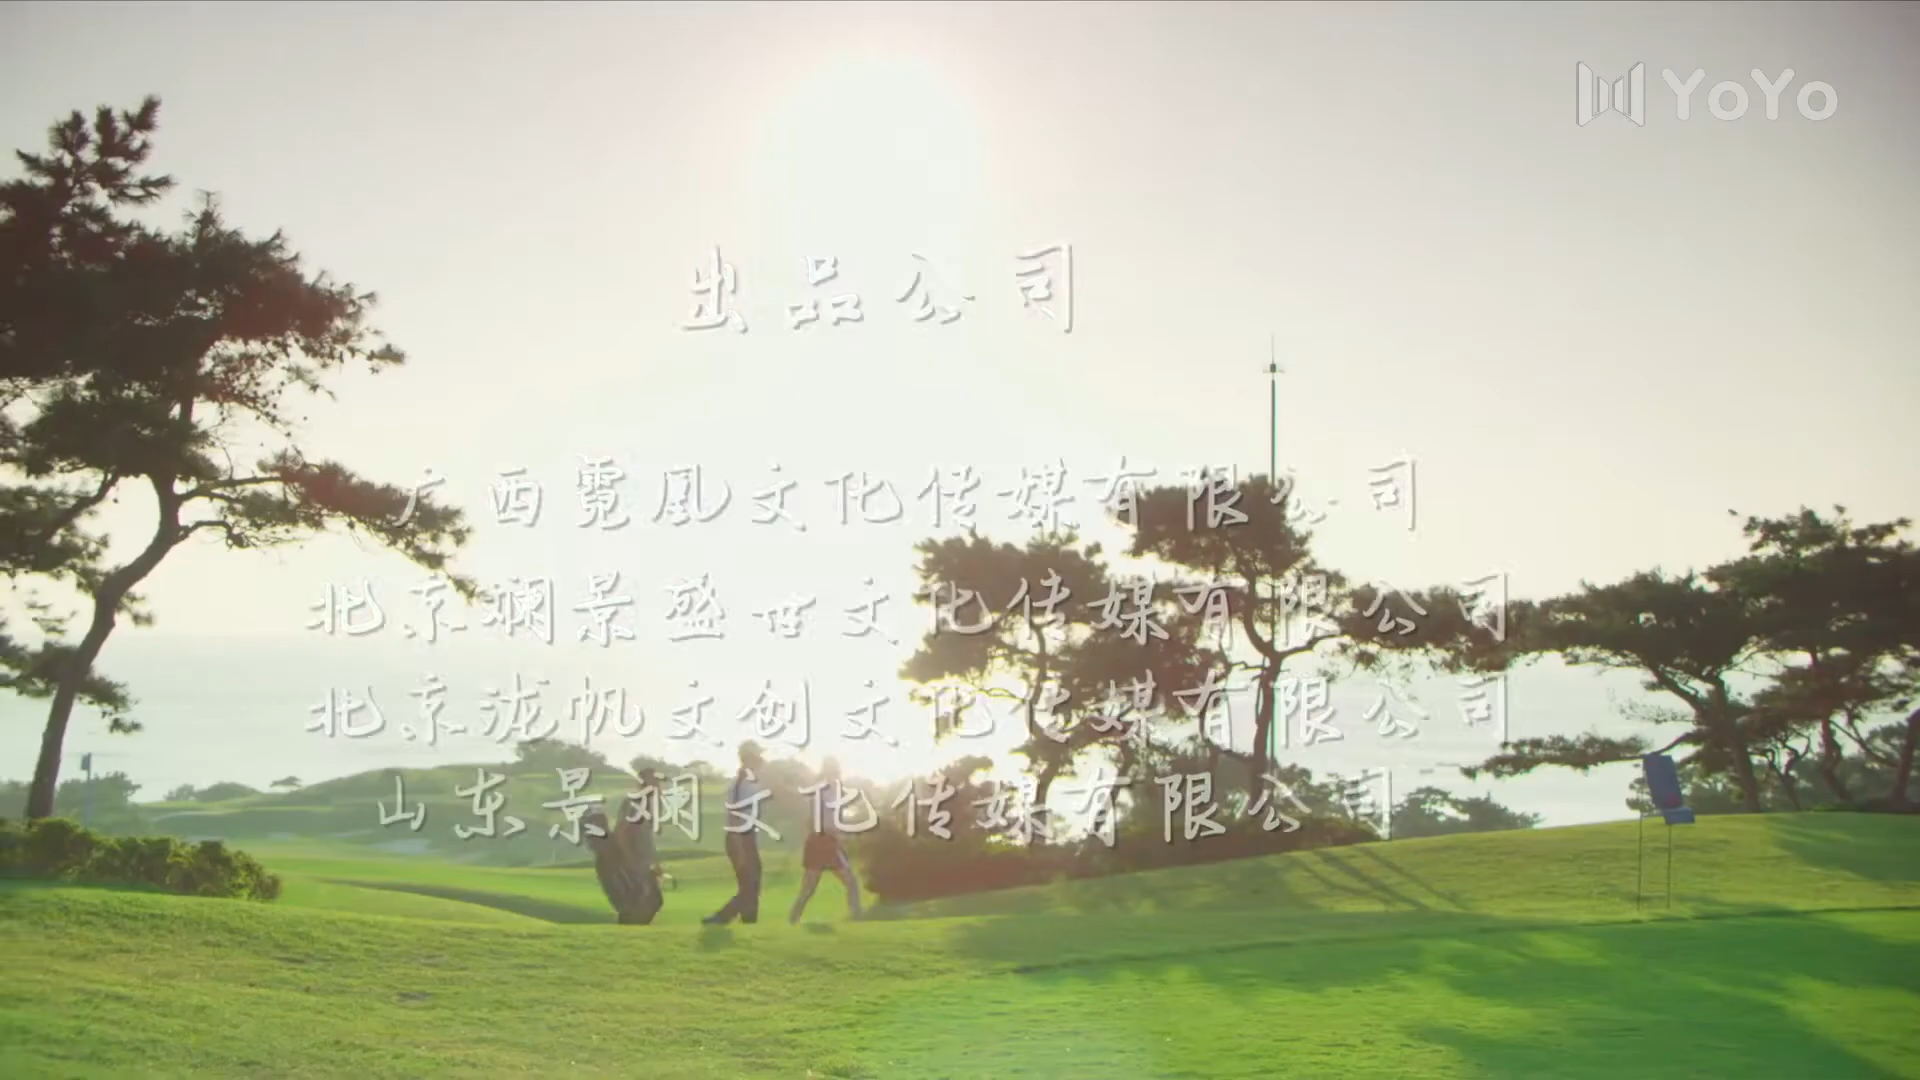 YoYo
出品公司
广西霓凰文化传媒有限公司
北京斓景盛世文化传媒有限公司
北京泷帆文创文化传媒有限公司
山东景斓文化传媒有限公司